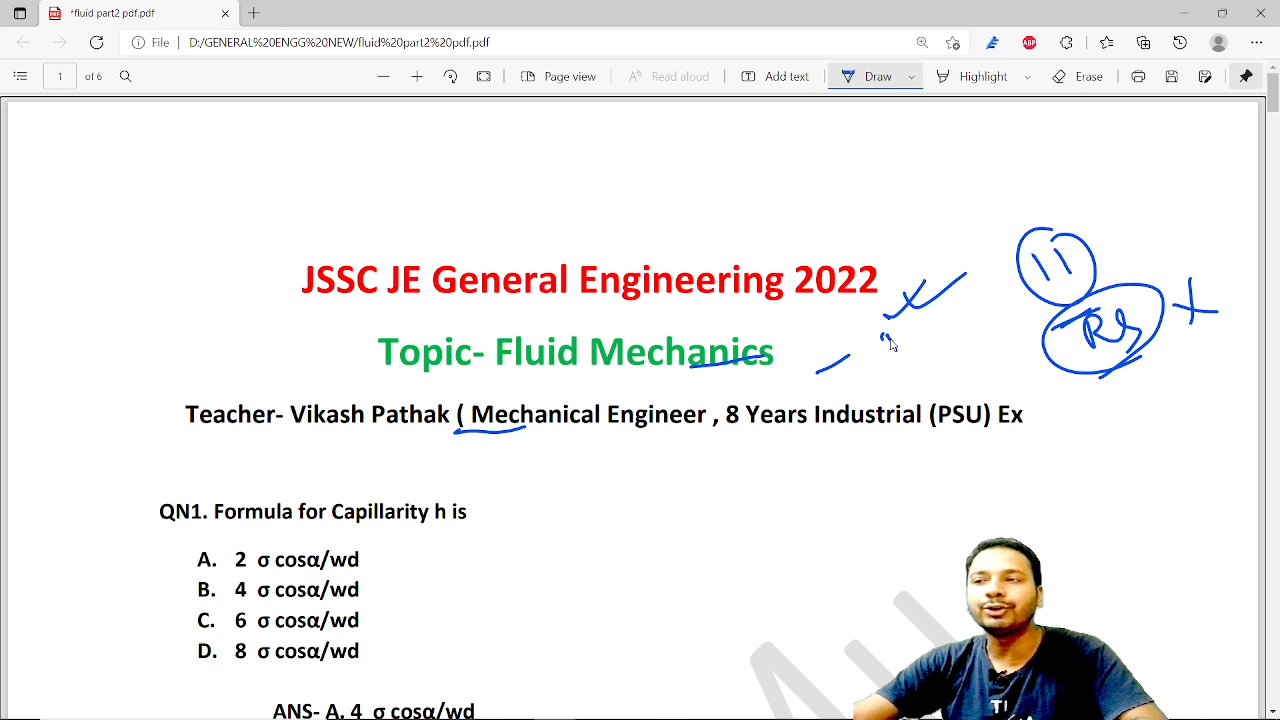 *fluid part2 pdf.pdf
File D:/GENERAL%20ENGG%20NEW/fluid%20part2%20pdf.pdf
1 of 6 Page view Read aloud Add text Draw Highlight Erase
ABP
JSSC JE General Engineering 2022
11
Rs
Topic- Fluid Mechanics
Teacher- Vikash Pathak ( Mechanical Engineer , 8 Years Industrial (PSU) Ex
QN1. Formula for Capillarity h is
A. 2 σ cosα/wd
B. 4 σ cosα/wd
C. 6 σ cosα/wd
D. 8 σ cosα/wd
ANS- A. 4 σ cosα/wd